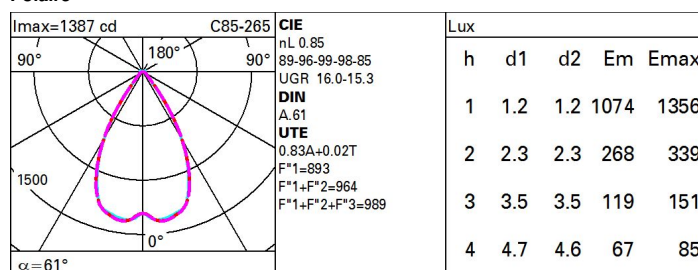 Imax=1387 cd C85-265
90° 180° 90°
1500
0°
α=61°
CIE
nL 0.85
89-96-99-98-85
UGR 16.0-15.3
DIN
A.61
UTE
0.83A+0.02T
F"1=893
F"1+F"2=964
F"1+F"2+F"3=989
Lux
h d1 d2 Em Emax
1 1.2 1.2 1074 1356
2 2.3 2.3 268 339
3 3.5 3.5 119 151
4 4.7 4.6 67 85